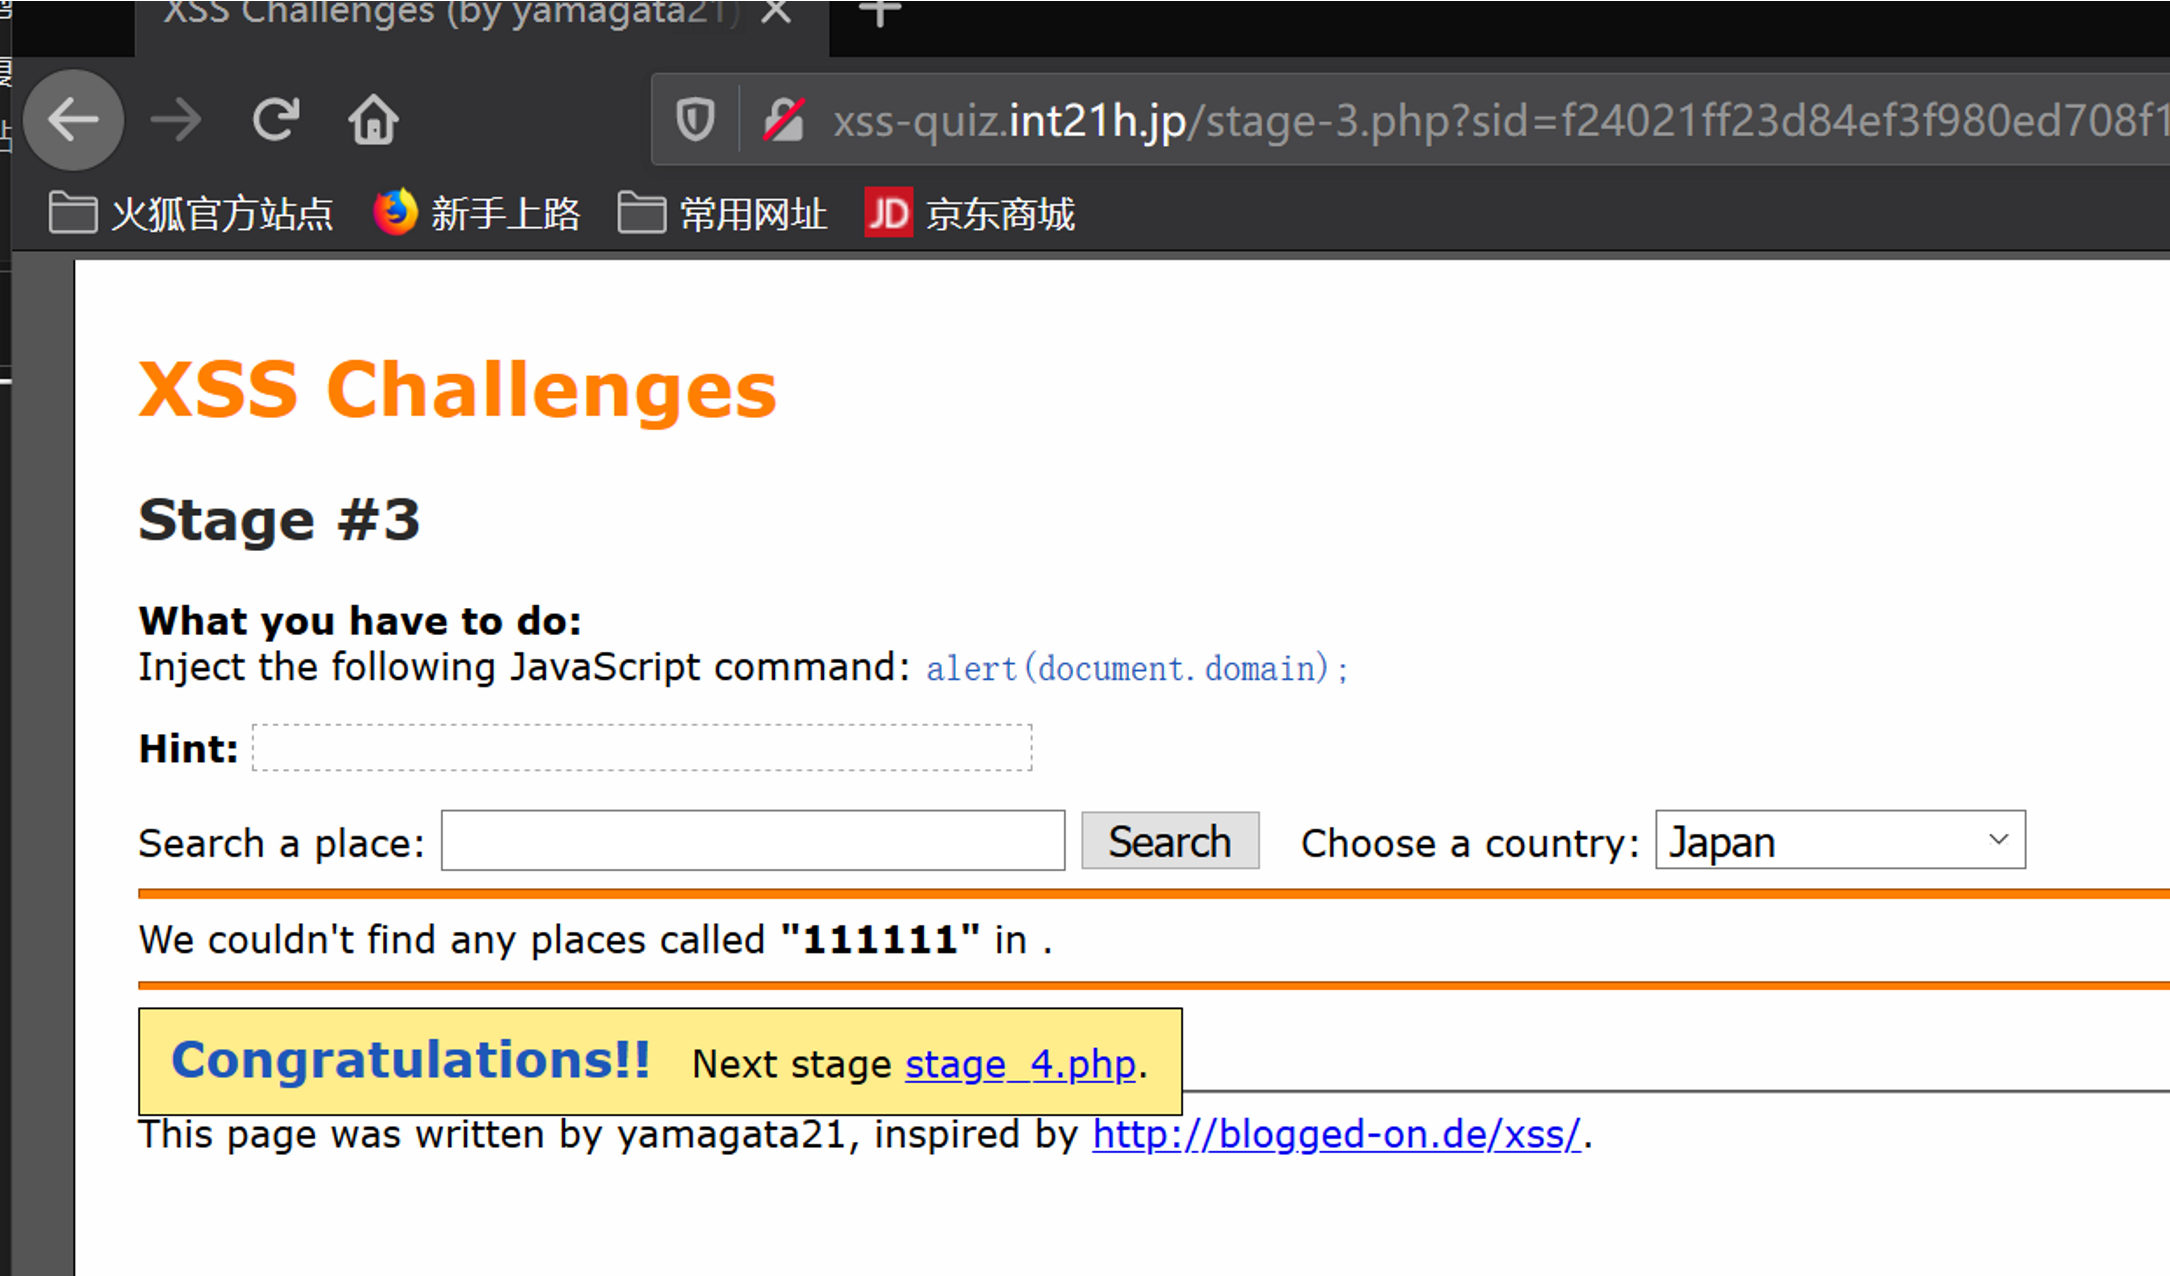 XSS Challenges (by yamagata21)
xss-quiz.int21h.jp/stage-3.php?sid=f24021ff23d84ef3f980ed708f1
火狐官方站点 新手上路 常用网址 JD 京东商城
XSS Challenges
Stage #3
What you have to do:
Inject the following JavaScript command: alert(document.domain);
Hint:
Search a place: Search Choose a country: Japan
We couldn't find any places called "111111" in .
Congratulations!! Next stage stage_4.php.
This page was written by yamagata21, inspired by http://blogged-on.de/xss/.